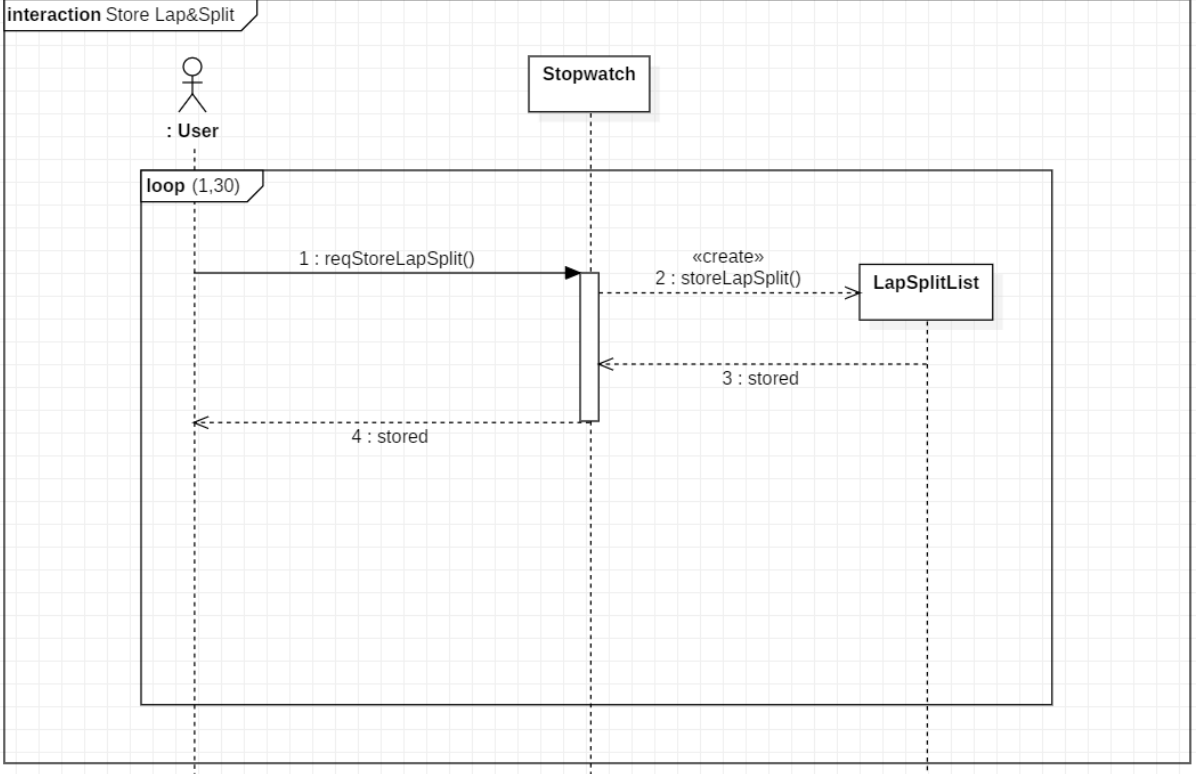 interaction Store Lap&Split
Stopwatch
: User
loop (1,30)
1 : reqStoreLapSplit()
«create»
2 : storeLapSplit()
LapSplitList
3 : stored
4 : stored